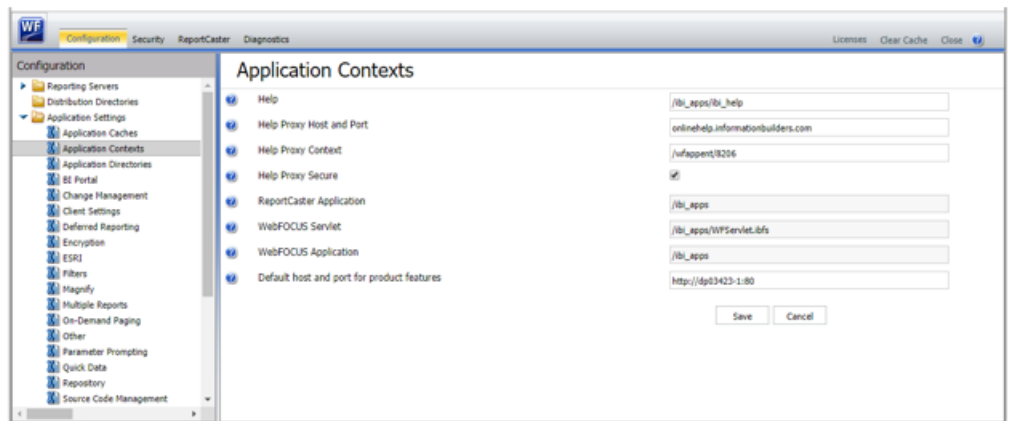 WF
Configuration Security ReportCaster Diagnostics Licenses Clear Cache Close
Configuration
Reporting Servers
Distribution Directories
Application Settings
Application Caches
Application Contexts
Application Directories
BI Portal
Change Management
Client Settings
Deferred Reporting
Encryption
ESRI
Filters
Magnify
Multiple Reports
On-Demand Paging
Other
Parameter Prompting
Quick Data
Repository
Source Code Management
Application Contexts
Help /ibi_apps/ibi_help
Help Proxy Host and Port onlinehelp.informationbuilders.com
Help Proxy Context /wfappent/8206
Help Proxy Secure
ReportCaster Application /ibi_apps
WebFOCUS Servlet /ibi_apps/WFServlet.ibfs
WebFOCUS Application /ibi_apps
Default host and port for product features http://dp03423-1:80
Save Cancel